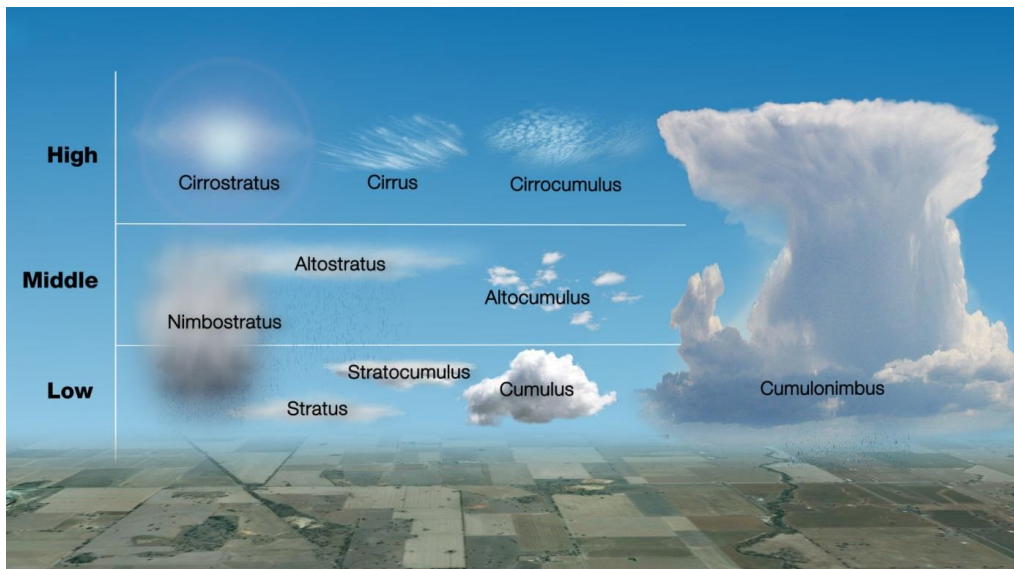 High
Cirrostratus
Cirrus
Cirrocumulus
Middle
Altostratus
Altocumulus
Nimbostratus
Low
Stratocumulus
Cumulus
Cumulonimbus
Stratus